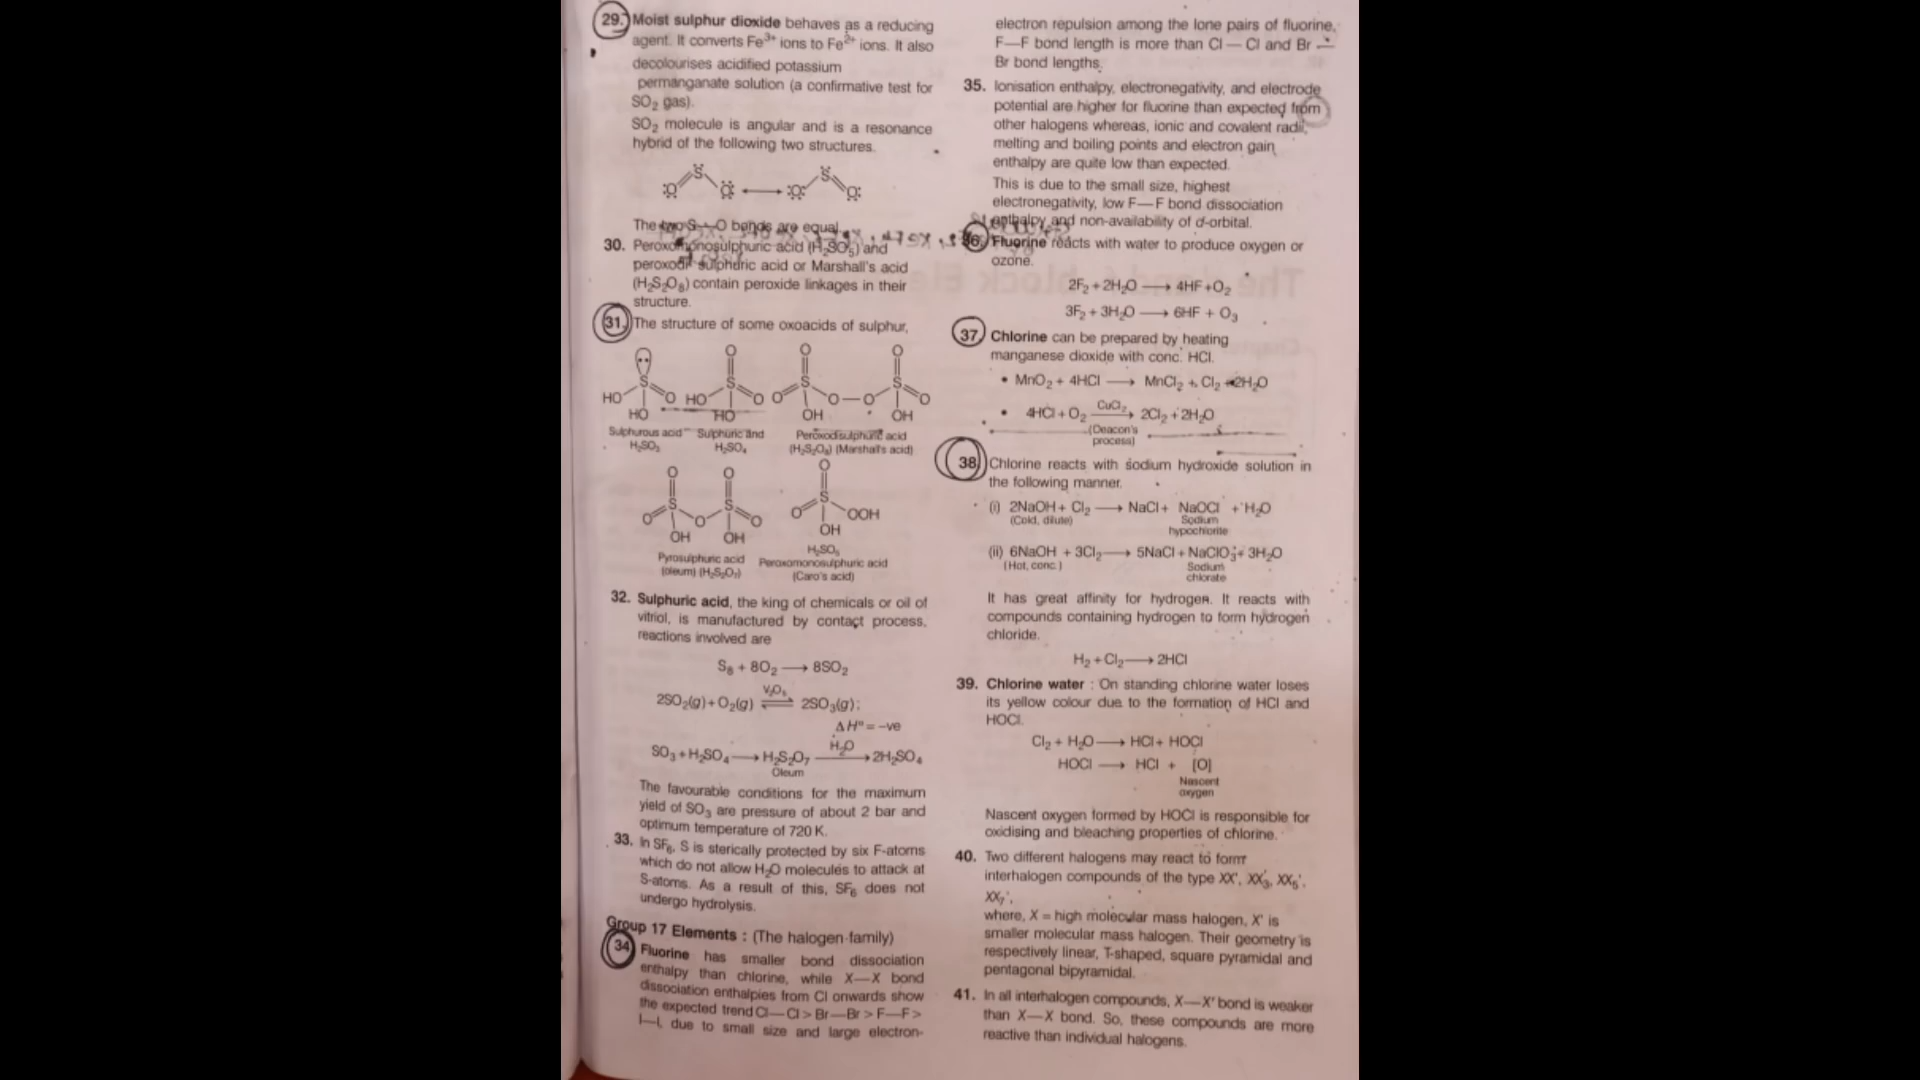 29. Moist sulphur dioxide behaves as a reducing
agent. It converts Fe³⁺ ions to Fe²⁺ ions. It also
decolourises acidified potassium
permanganate solution (a confirmative test for
SO₂ gas).
SO₂ molecule is angular and is a resonance
hybrid of the following two structures.
The two S—O bonds are equal.
30. Peroxomonosulphuric acid (H₂SO₅) and
peroxodi sulphuric acid or Marshall's acid
(H₂S₂O₈) contain peroxide linkages in their
structure.
31. The structure of some oxoacids of sulphur,
Sulphurous acid
H₂SO₃
Sulphuric and
H₂SO₄
Peroxodisulphuric acid
(H₂S₂O₈) (Marshall's acid)
Pyrosulphuric acid
(oleum) (H₂S₂O₇)
H₂SO₅
Peroxomonosulphuric acid
(Caro's acid)
32. Sulphuric acid, the king of chemicals or oil of
vitriol, is manufactured by contact process,
reactions involved are
S₈ + 8O₂ ⟶ 8SO₂
2SO₂(g) + O₂(g) ⇌ 2SO₃(g);
V₂O₅
ΔH° = –ve
SO₃ + H₂SO₄ ⟶ H₂S₂O₇ ⟶ 2H₂SO₄
H₂O
Oleum
The favourable conditions for the maximum
yield of SO₃ are pressure of about 2 bar and
optimum temperature of 720 K.
33. In SF₆, S is sterically protected by six F-atoms
which do not allow H₂O molecules to attack at
S-atoms. As a result of this, SF₆ does not
undergo hydrolysis.
Group 17 Elements : (The halogen-family)
34. Fluorine has smaller bond dissociation
enthalpy than chlorine, while X—X bond
dissociation enthalpies from Cl onwards show
the expected trend Cl—Cl > Br—Br > F—F >
I—I, due to small size and large electron-
electron repulsion among the lone pairs of fluorine,
F—F bond length is more than Cl—Cl and Br—
Br bond lengths.
35. Ionisation enthalpy, electronegativity, and electrode
potential are higher for fluorine than expected from
other halogens whereas, ionic and covalent radii,
melting and boiling points and electron gain
enthalpy are quite low than expected.
This is due to the small size, highest
electronegativity, low F—F bond dissociation
enthalpy and non-availability of d-orbital.
36. Fluorine reacts with water to produce oxygen or
ozone.
2F₂ + 2H₂O ⟶ 4HF + O₂
3F₂ + 3H₂O ⟶ 6HF + O₃
37. Chlorine can be prepared by heating
manganese dioxide with conc. HCl.
• MnO₂ + 4HCl ⟶ MnCl₂ + Cl₂ + 2H₂O
• 4HCl + O₂ ⟶ 2Cl₂ + 2H₂O
CuCl₂
(Deacon's
process)
38. Chlorine reacts with sodium hydroxide solution in
the following manner.
(i) 2NaOH + Cl₂ ⟶ NaCl + NaOCl + H₂O
(Cold, dilute) Sodium
hypochlorite
(ii) 6NaOH + 3Cl₂ ⟶ 5NaCl + NaClO₃ + 3H₂O
(Hot, conc.) Sodium
chlorate
It has great affinity for hydrogen. It reacts with
compounds containing hydrogen to form hydrogen
chloride.
H₂ + Cl₂ ⟶ 2HCl
39. Chlorine water : On standing chlorine water loses
its yellow colour due to the formation of HCl and
HOCl.
Cl₂ + H₂O ⟶ HCl + HOCl
HOCl ⟶ HCl + [O]
Nascent
oxygen
Nascent oxygen formed by HOCl is responsible for
oxidising and bleaching properties of chlorine.
40. Two different halogens may react to form
interhalogen compounds of the type XX', XX₃', XX₅',
XX₇',
where, X = high molecular mass halogen, X' is
smaller molecular mass halogen. Their geometry is
respectively linear, T-shaped, square pyramidal and
pentagonal bipyramidal.
41. In all interhalogen compounds, X—X' bond is weaker
than X—X bond. So, these compounds are more
reactive than individual halogens.